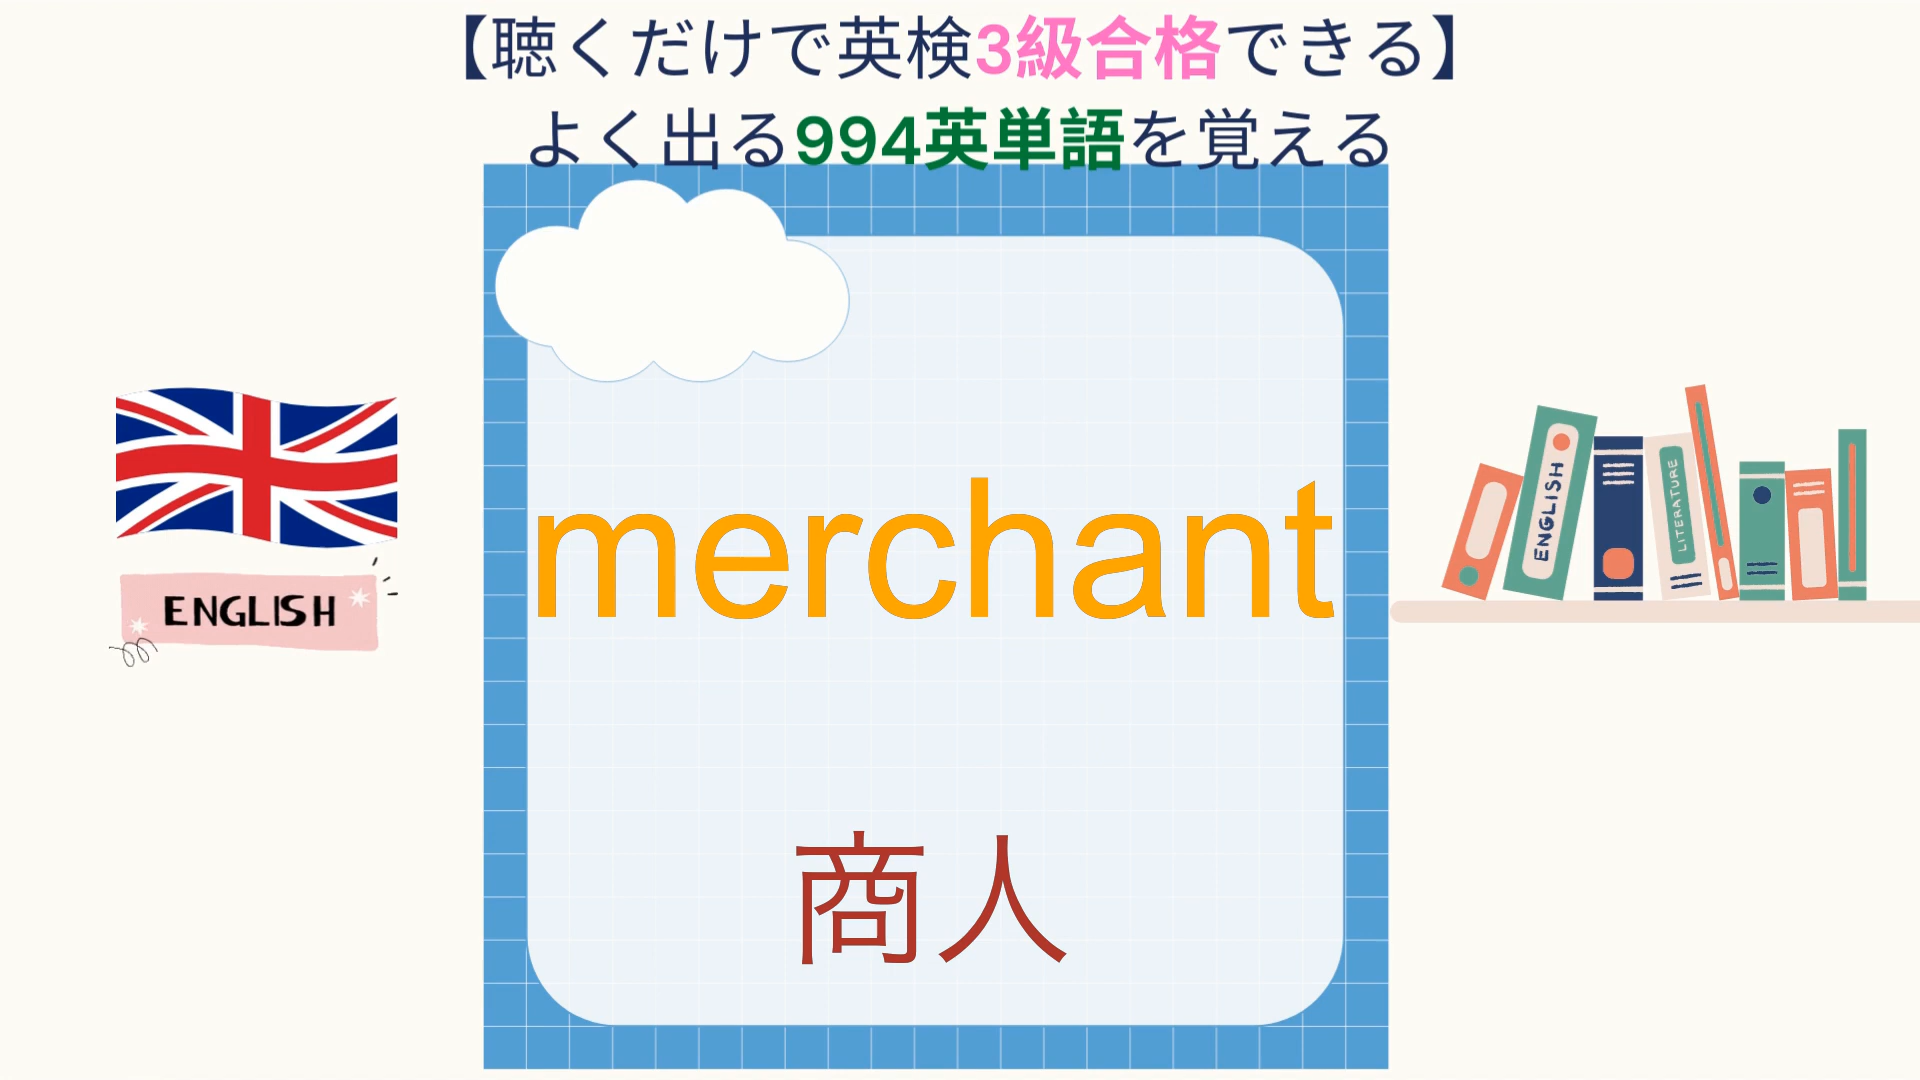 【聴くだけで英検3級合格できる】
よく出る994英単語を覚える
merchant
商人
ENGLISH
ENGLISH
LITERATURE